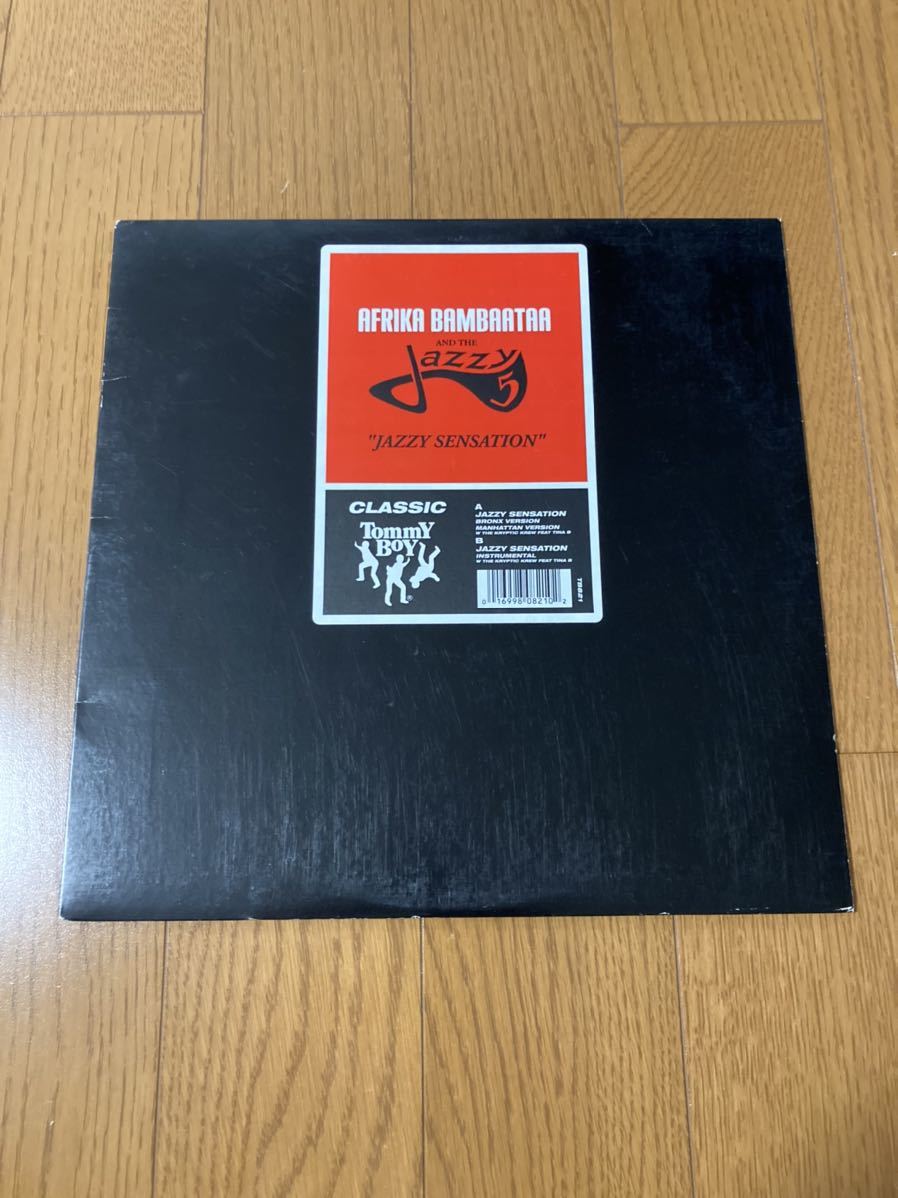 AFRIKA BAMBAATAA
AND THE
Jazzy
5
"JAZZY SENSATION"
CLASSIC
Tommy
Boy
®
A
JAZZY SENSATION
BRONX VERSION
MANHATTAN VERSION
W THE KRYPTIC KREW FEAT TINA B
B
JAZZY SENSATION
INSTRUMENTAL
W THE KRYPTIC KREW FEAT TINA B
0 16998 08210 2
TB821